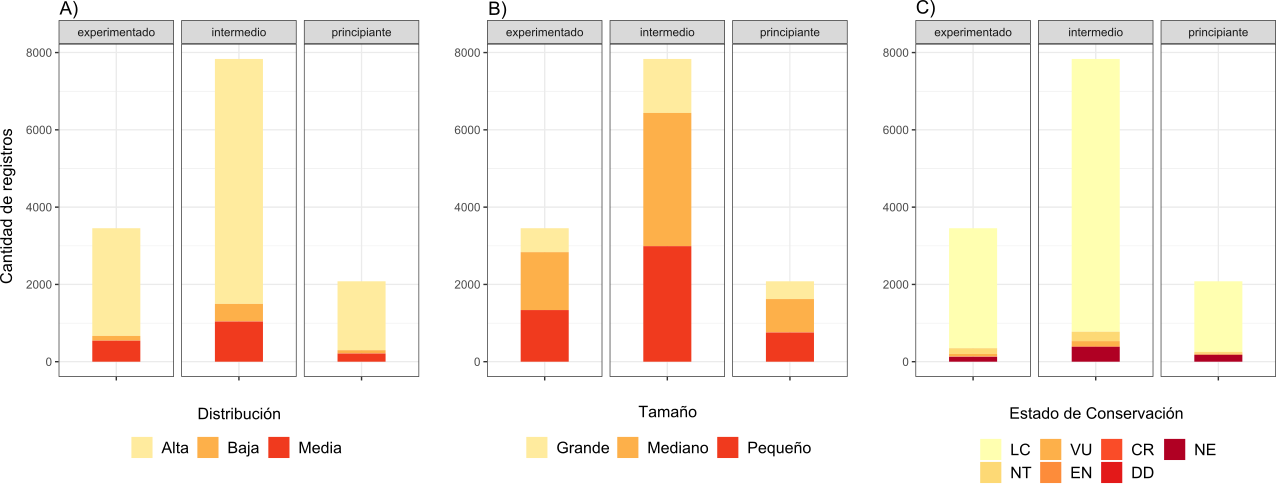 A)
experimentado intermedio principiante
8000
6000
4000
2000
0
Cantidad de registros
Distribución
Alta Baja Media
B)
experimentado intermedio principiante
8000
6000
4000
2000
0
Tamaño
Grande Mediano Pequeño
C)
experimentado intermedio principiante
8000
6000
4000
2000
0
Estado de Conservación
LC VU CR NE
NT EN DD